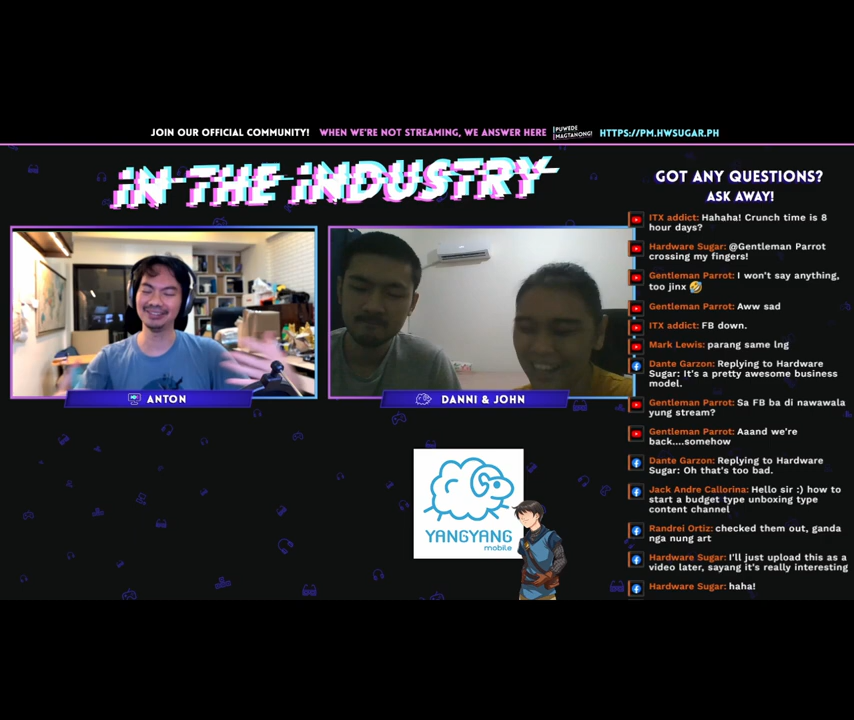 JOIN OUR OFFICIAL COMMUNITY! WHEN WE'RE NOT STREAMING, WE ANSWER HERE PUWEDE MAGTANONG! HTTPS://PM.HWSUGAR.PH
IN THE INDUSTRY
GOT ANY QUESTIONS?
ASK AWAY!
ITX addict: Hahaha! Crunch time is 8
hour days?
Hardware Sugar: @Gentleman Parrot
crossing my fingers!
Gentleman Parrot: I won't say anything,
too jinx 🤣
Gentleman Parrot: Aww sad
ITX addict: FB down.
Mark Lewis: parang same lng
Dante Garzon: Replying to Hardware
Sugar: It's a pretty awesome business
model.
Gentleman Parrot: Sa FB ba di nawawala
yung stream?
Gentleman Parrot: Aaand we're
back....somehow
Dante Garzon: Replying to Hardware
Sugar: Oh that's too bad.
Jack Andre Callorina: Hello sir :) how to
start a budget type unboxing type
content channel
Randrei Ortiz: checked them out, ganda
nga nung art
Hardware Sugar: I'll just upload this as a
video later, sayang it's really interesting
Hardware Sugar: haha!
ANTON
DANNI & JOHN
YANGYANG
mobile